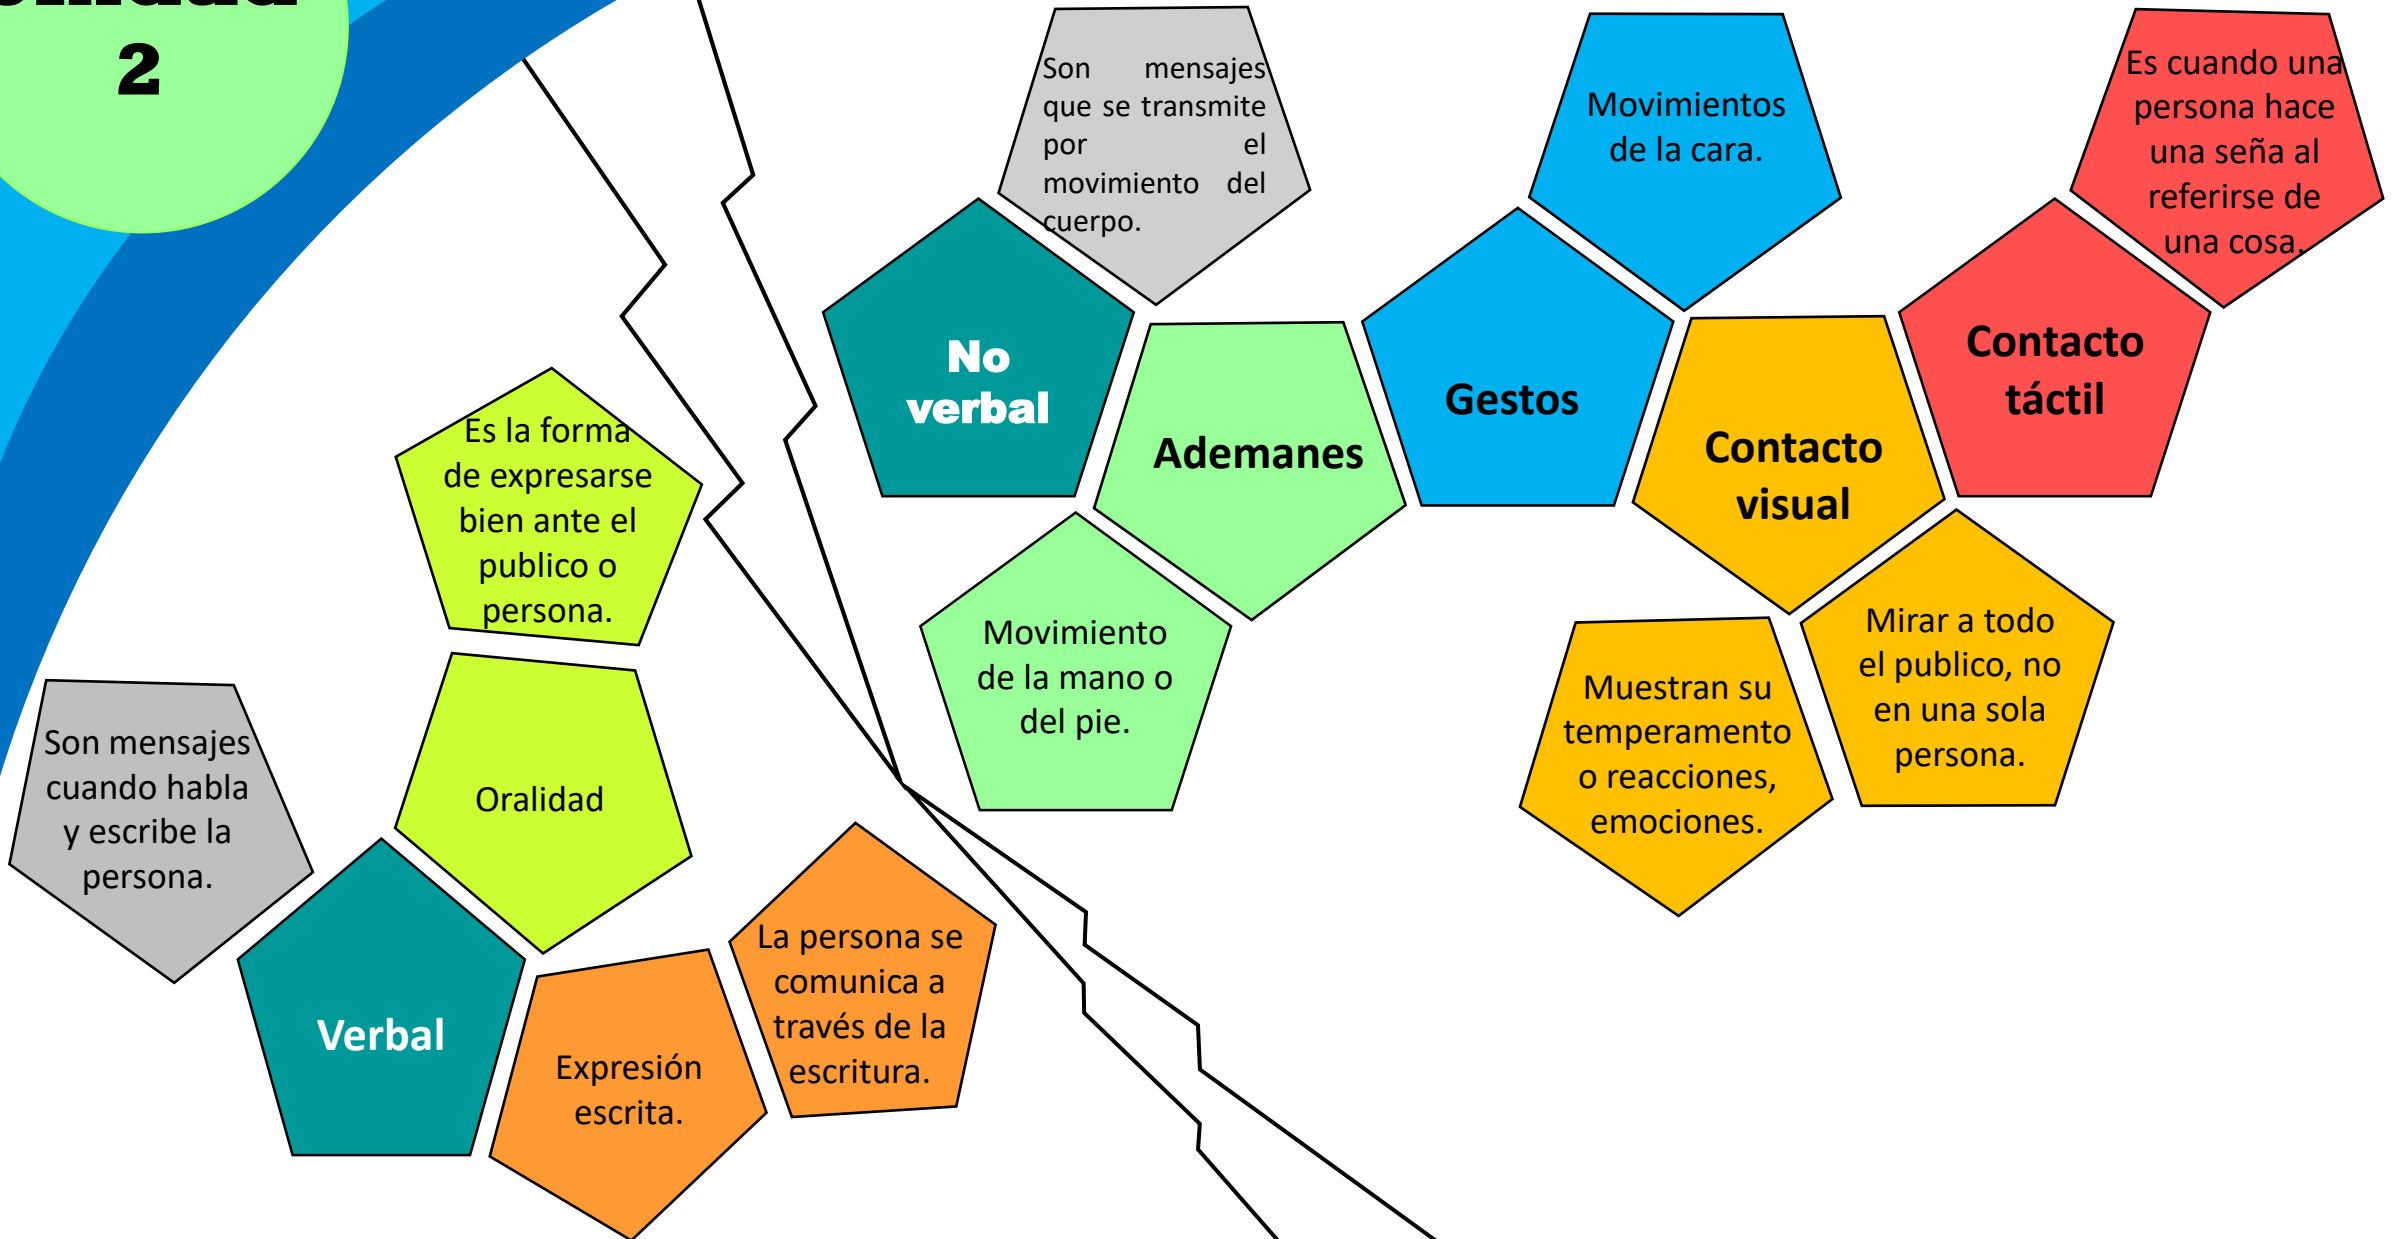 2
Son mensajes
que se transmite
por el
movimiento del
cuerpo.
No
verbal
Ademanes
Movimiento
de la mano o
del pie.
Movimientos
de la cara.
Gestos
Contacto
visual
Mirar a todo
el publico, no
en una sola
persona.
Muestran su
temperamento
o reacciones,
emociones.
Es cuando una
persona hace
una seña al
referirse de
una cosa.
Contacto
táctil
Es la forma
de expresarse
bien ante el
publico o
persona.
Oralidad
Son mensajes
cuando habla
y escribe la
persona.
Verbal
Expresión
escrita.
La persona se
comunica a
través de la
escritura.